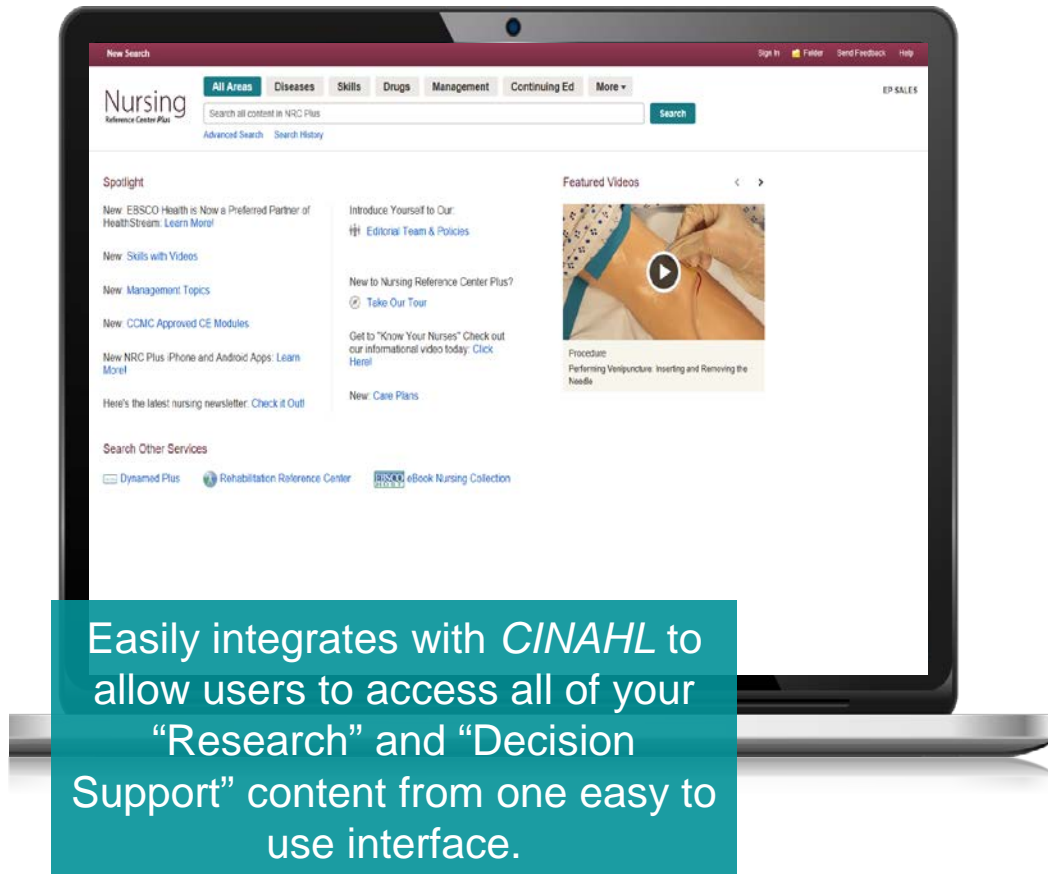 New Search
Sign In Folder Send Feedback Help
Nursing
Reference Center Plus
All Areas Diseases Skills Drugs Management Continuing Ed More
EP SALES
Search all content in NRC Plus
Search
Advanced Search Search History
Spotlight
New: EBSCO Health is Now a Preferred Partner of
HealthStream: Learn More!
New: Skills with Videos
New: Management Topics
New: CCMC Approved CE Modules
New NRC Plus iPhone and Android Apps: Learn
More!
Here's the latest nursing newsletter: Check it Out!
Introduce Yourself to Our:
Editorial Team & Policies
New to Nursing Reference Center Plus?
Take Our Tour
Get to "Know Your Nurses" Check out
our informational video today: Click
Here!
New: Care Plans
Featured Videos
Procedure
Performing Venipuncture: Inserting and Removing the
Needle
Search Other Services
Dynamed Plus
Rehabilitation Reference Center
EBSCO
HOST
eBook Nursing Collection
Easily integrates with CINAHL to
allow users to access all of your
“Research” and “Decision
Support” content from one easy to
use interface.